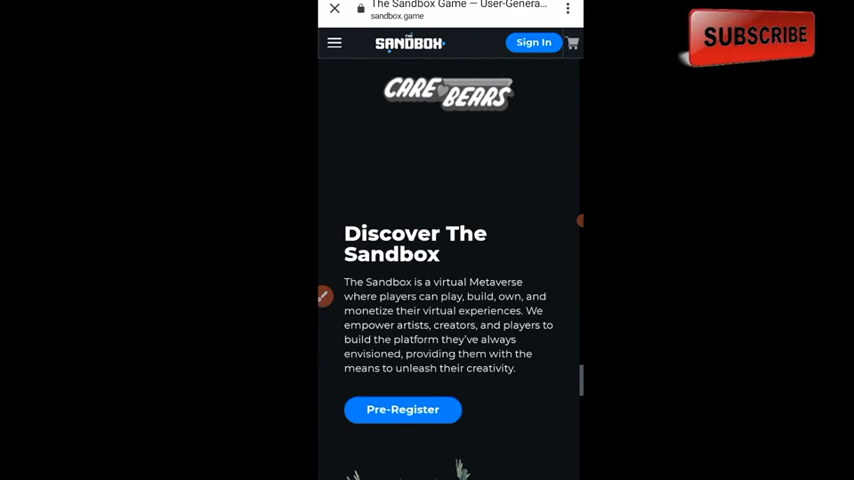 The Sandbox Game — User-Genera...
sandbox.game
SUBSCRIBE
THE
SANDBOX
Sign In
CARE BEARS
Discover The
Sandbox
The Sandbox is a virtual Metaverse
where players can play, build, own, and
monetize their virtual experiences. We
empower artists, creators, and players to
build the platform they've always
envisioned, providing them with the
means to unleash their creativity.
Pre-Register